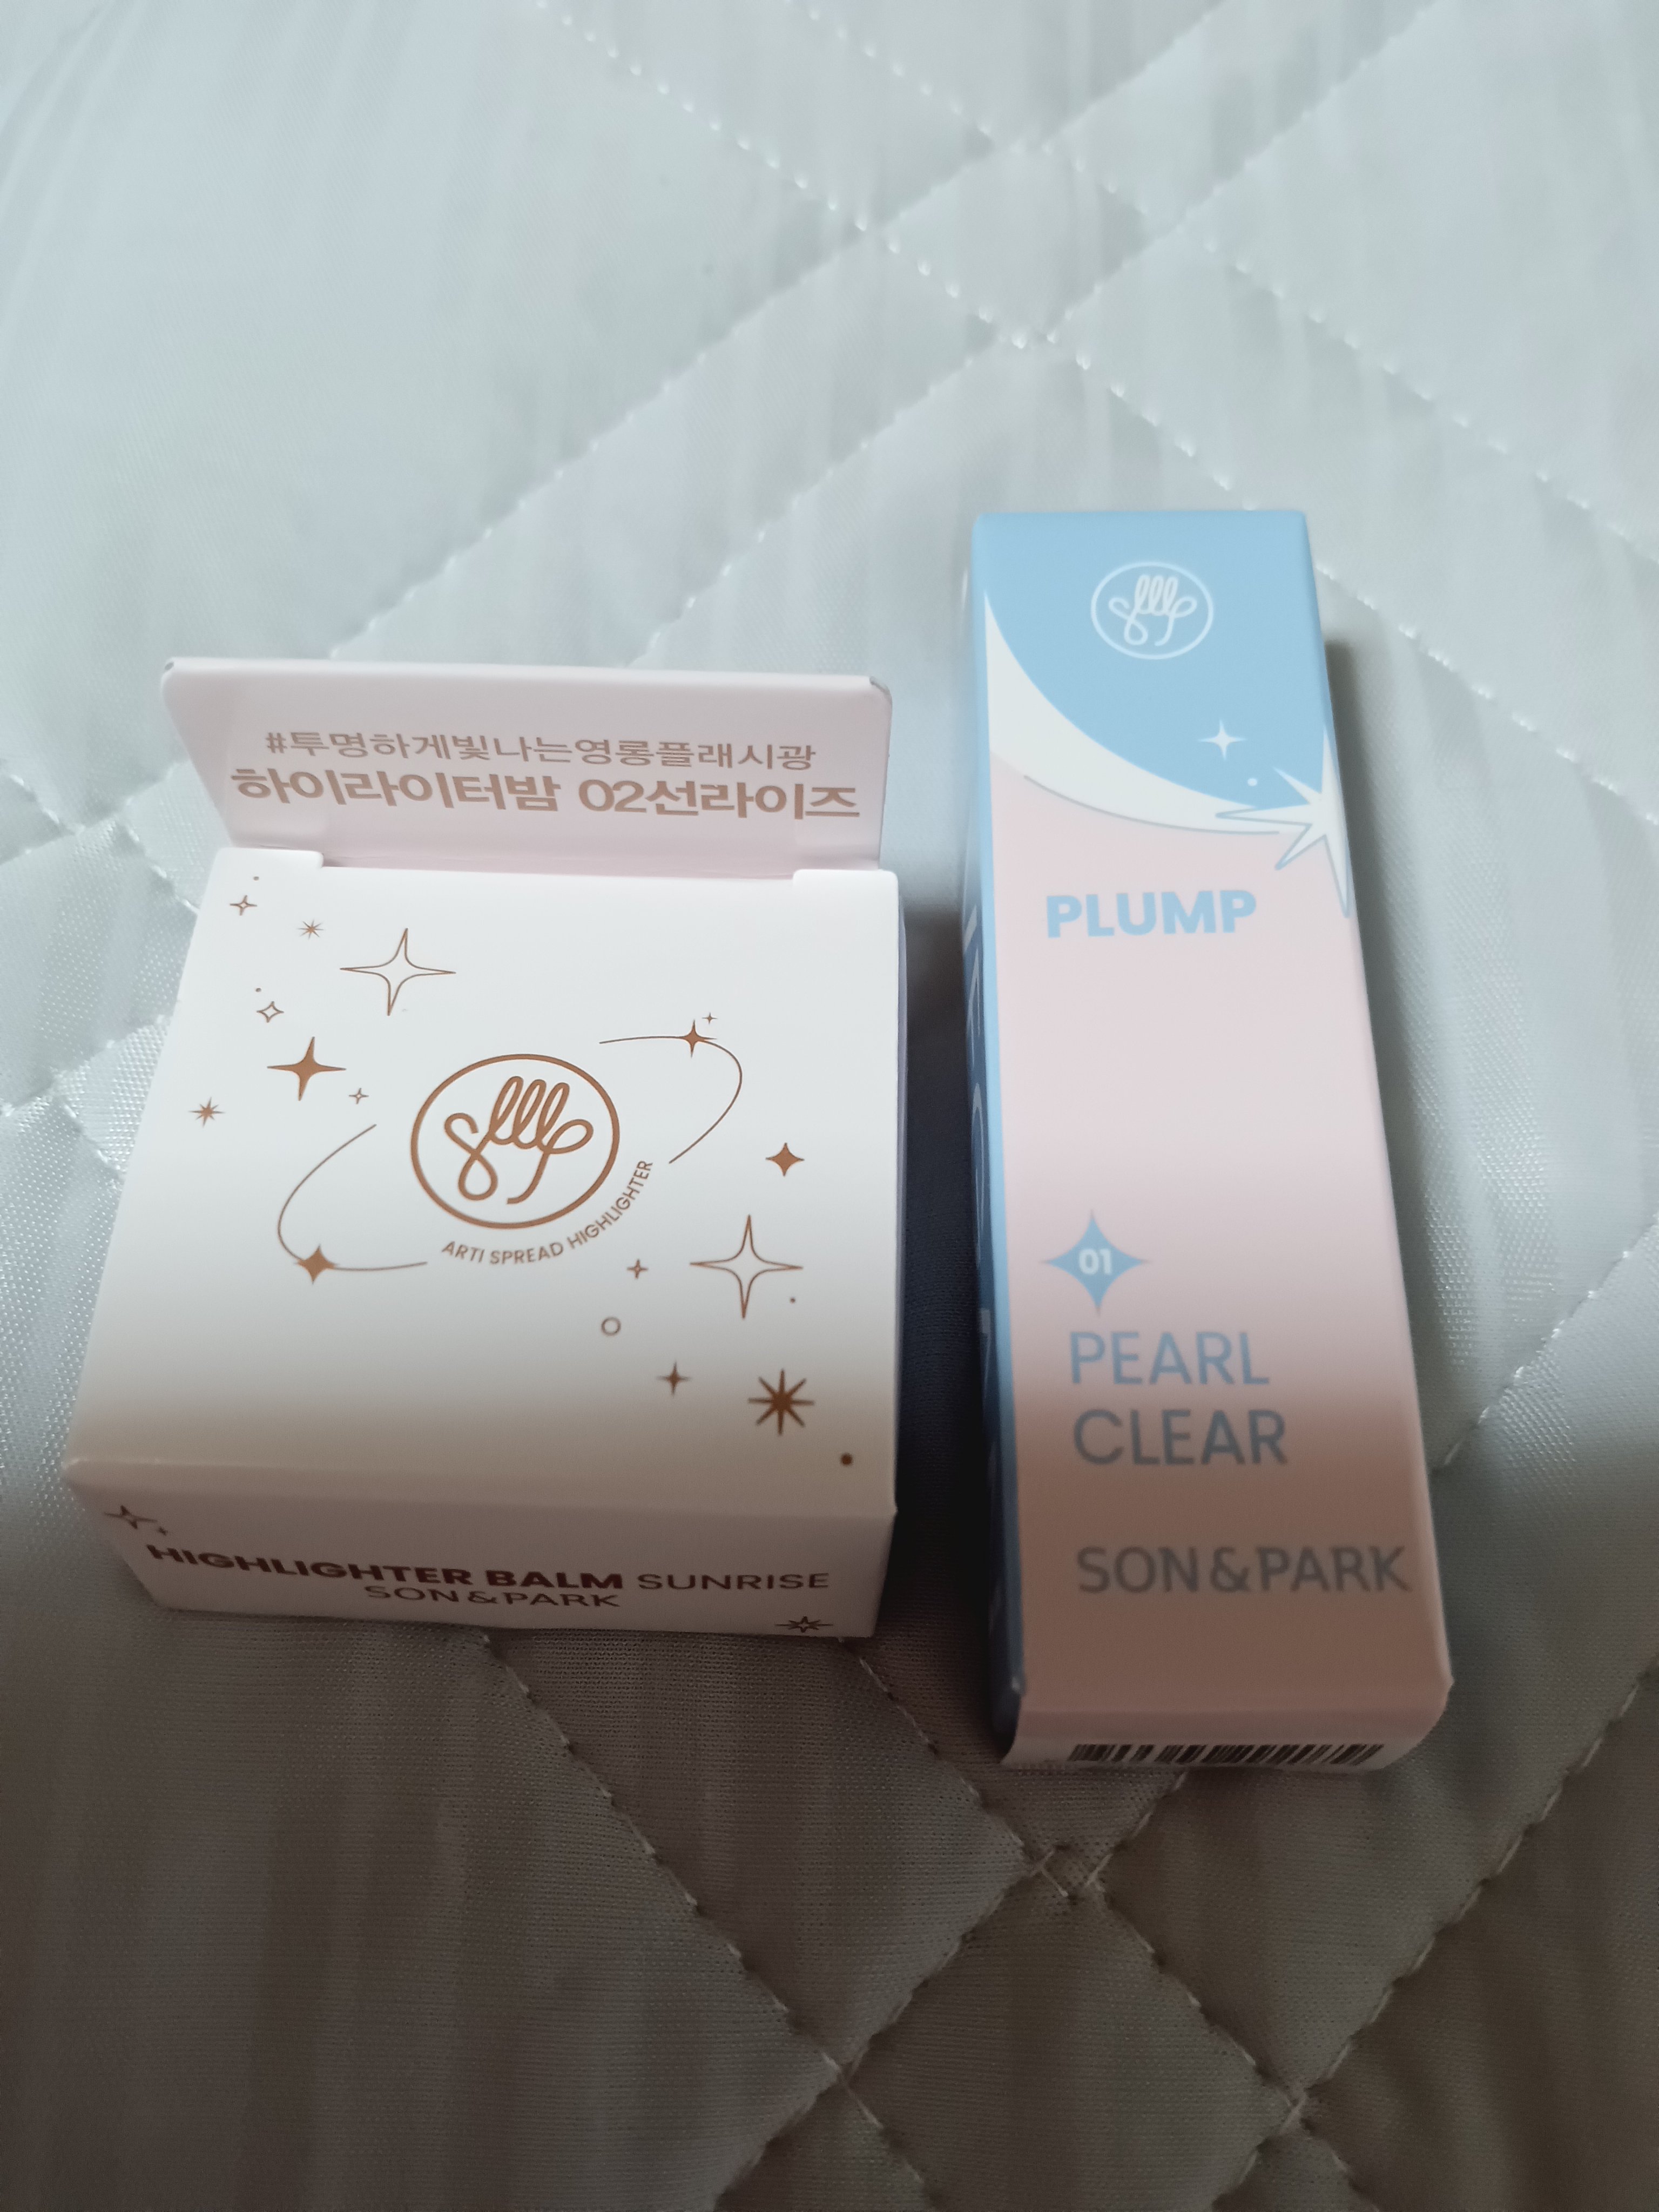 #투명하게빛나는영롱플래시광
하이라이터밤 02선라이즈
ARTI SPREAD HIGHLIGHTER
HIGHLIGHTER BALM SUNRISE
SON&PARK
PLUMP
01
PEARL
CLEAR
SON&PARK